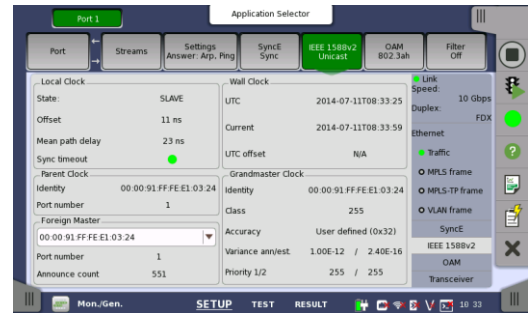 Application Selector
Port 1
Port
Streams
Settings
Answer: Arp, Ping
SyncE
Sync
IEEE 1588v2
Unicast
OAM
802.3ah
Filter
Off
Local Clock
State: SLAVE
Offset 11 ns
Mean path delay 23 ns
Sync timeout
Parent Clock
Identity 00:00:91:FF:FE:E1:03:24
Port number 1
Foreign Master
00:00:91:FF:FE:E1:03:24
Port number 1
Announce count 551
Wall Clock
UTC 2014-07-11T08:33:25
Current 2014-07-11T08:33:59
UTC offset N/A
Grandmaster Clock
Identity 00:00:91:FF:FE:E1:03:24
Class 255
Accuracy User defined (0x32)
Variance ann/est. 1.00E-12 / 2.40E-16
Priority 1/2 255 / 255
Link
Speed:
10 Gbps
Duplex:
FDX
Ethernet
Traffic
MPLS frame
MPLS-TP frame
VLAN frame
SyncE
IEEE 1588v2
OAM
Transceiver
Mon./Gen. SETUP TEST RESULT 10 33